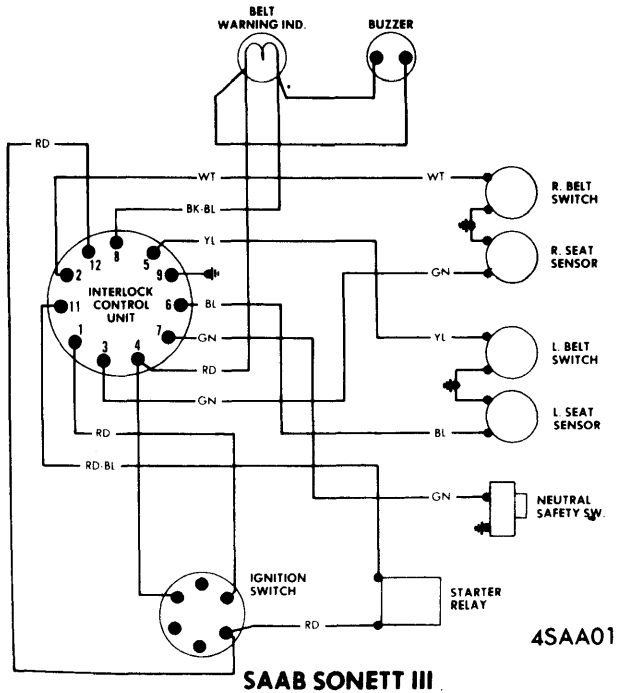 BELT
WARNING IND.
BUZZER
RD
WT
WT
R. BELT
SWITCH
BK-BL
YL
R. SEAT
SENSOR
GN
12
8
5
2
9
INTERLOCK
CONTROL
UNIT
11
6
BL
1
3
4
7
GN
YL
L. BELT
SWITCH
RD
GN
L. SEAT
SENSOR
RD
BL
RD-BL
GN
NEUTRAL
SAFETY SW.
IGNITION
SWITCH
STARTER
RELAY
RD
4SAA01
SAAB SONETT III